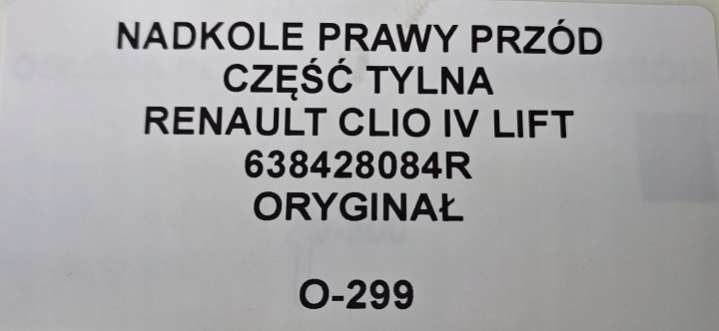 NADKOLE PRAWY PRZÓD
CZĘŚĆ TYLNA
RENAULT CLIO IV LIFT
638428084R
ORYGINAŁ
O-299